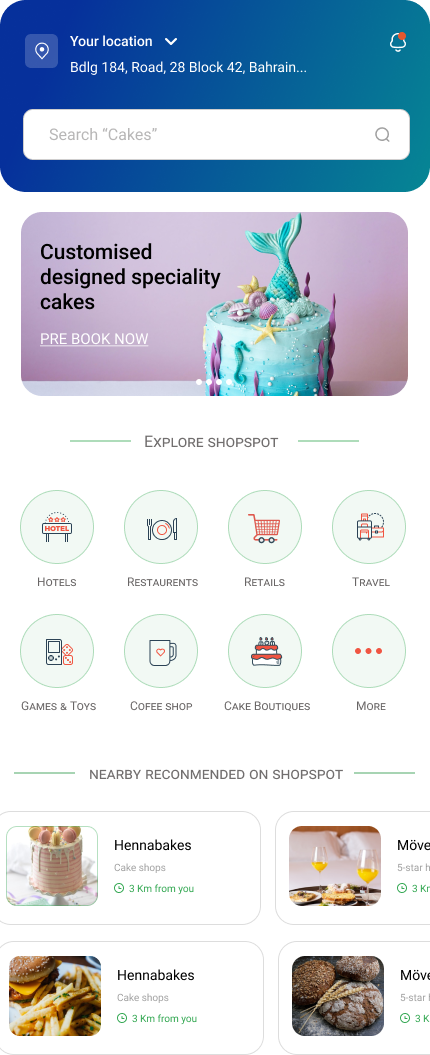 Your location
Bdlg 184, Road, 28 Block 42, Bahrain...
Search “Cakes”
Customised
designed speciality
cakes
PRE BOOK NOW
Explore shopspot
HOTEL
Hotels
Restaurents
Retails
Travel
Games & Toys
Cofee shop
Cake Boutiques
More
NEARBY RECONMENDED ON SHOPSPOT
Hennabakes
Cake shops
3 Km from you
Möve
5-star h
3 Kr
Hennabakes
Cake shops
3 Km from you
Möve
5-star h
3 Kr